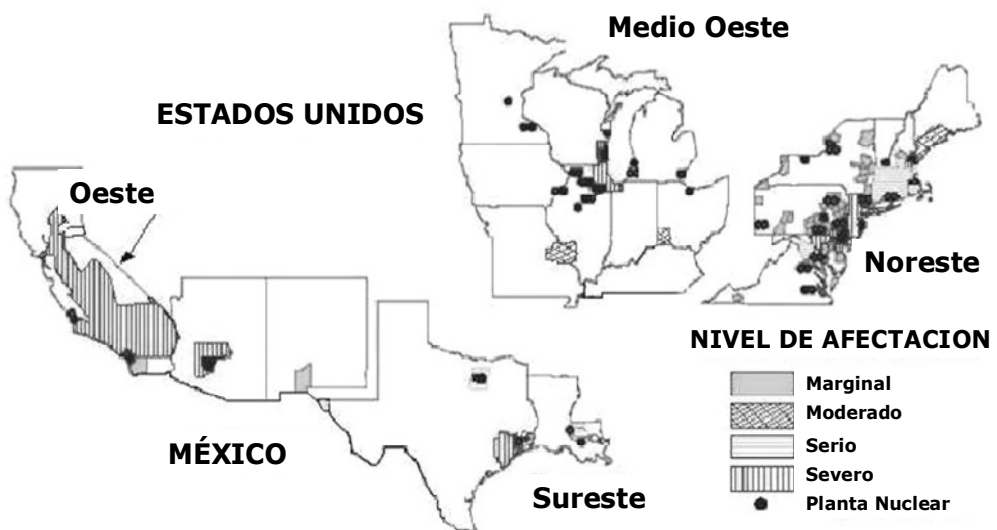 Medio Oeste
ESTADOS UNIDOS
Oeste
Noreste
NIVEL DE AFECTACION
Marginal
Moderado
Serio
Severo
Planta Nuclear
MÉXICO
Sureste